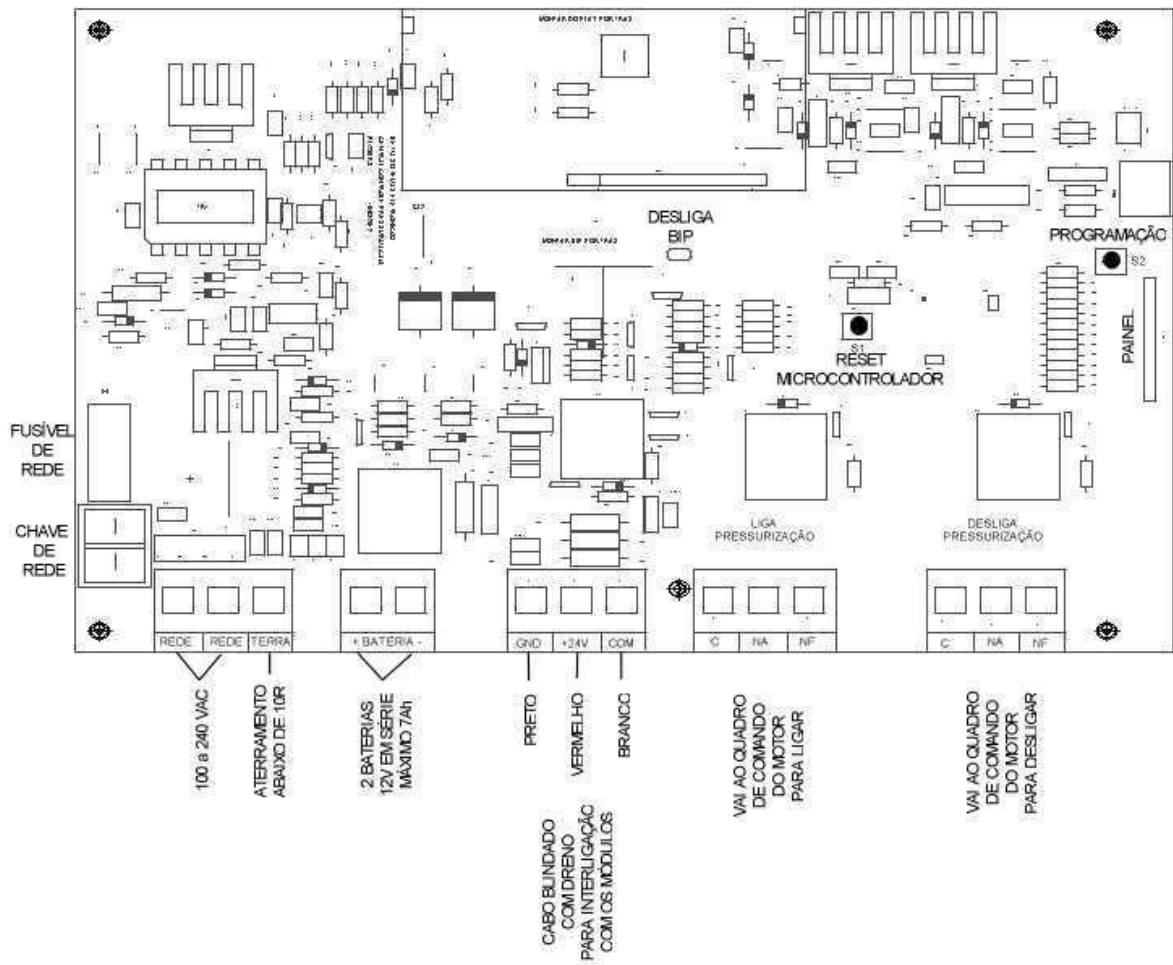 DESLIGA
BIP
PROGRAMAÇÃO
S2
S1
RESET
MICROCONTROLADOR
PAINEL
FUSÍVEL
DE
REDE
CHAVE
DE
REDE
LIGA
PRESSURIZAÇÃO
DESLIGA
PRESSURIZAÇÃO
REDE REDE TERRA
+ BATERIA -
GND +24V COM
C NA NF
C NA NF
100 a 240 VAC
ATERRAMENTO
ABAIXO DE 10R
2 BATERIAS
12V EM SÉRIE
MÁXIMO 7Ah
PRETO
VERMELHO
BRANCO
CABO BLINDADO
COM DRENO
PARA INTERLIGAÇÃO
COM OS MÓDULOS
VAI AO QUADRO
DE COMANDO
DO MOTOR
PARA LIGAR
VAI AO QUADRO
DE COMANDO
DO MOTOR
PARA DESLIGAR